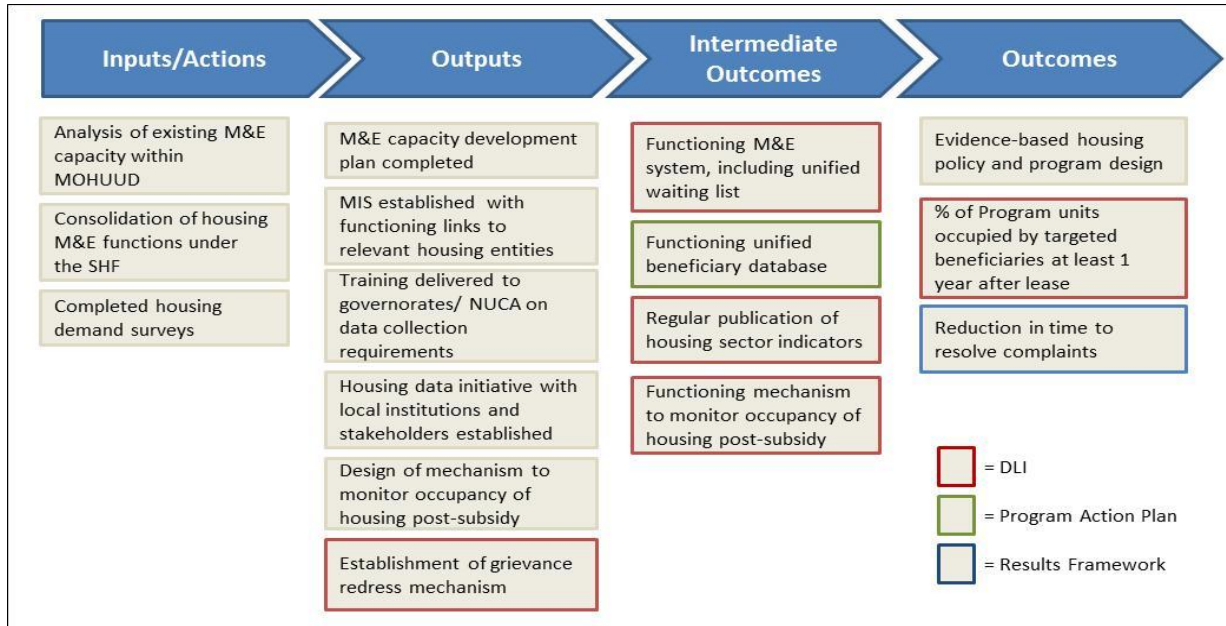 Inputs/Actions
Outputs
Intermediate
Outcomes
Outcomes
Analysis of existing M&E
capacity within
MOHUUD
Consolidation of housing
M&E functions under
the SHF
Completed housing
demand surveys
M&E capacity development
plan completed
MIS established with
functioning links to
relevant housing entities
Training delivered to
governorates/ NUCA on
data collection
requirements
Housing data initiative with
local institutions and
stakeholders established
Design of mechanism to
monitor occupancy of
housing post-subsidy
Establishment of grievance
redress mechanism
Functioning M&E
system, including unified
waiting list
Functioning unified
beneficiary database
Regular publication of
housing sector indicators
Functioning mechanism
to monitor occupancy of
housing post-subsidy
Evidence-based housing
policy and program design
% of Program units
occupied by targeted
beneficiaries at least 1
year after lease
Reduction in time to
resolve complaints
= DLI
= Program Action Plan
= Results Framework